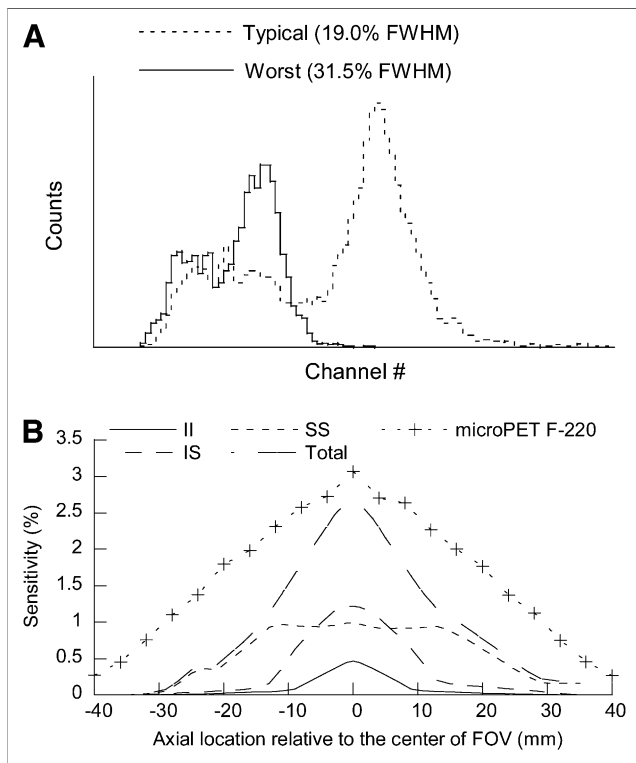 A
Typical (19.0% FWHM)
Worst (31.5% FWHM)
Counts
Channel #
B
II SS microPET F-220
IS Total
3.5
3
2.5
2
1.5
1
0.5
0
Sensitivity (%)
-40 -30 -20 -10 0 10 20 30 40
Axial location relative to the center of FOV (mm)